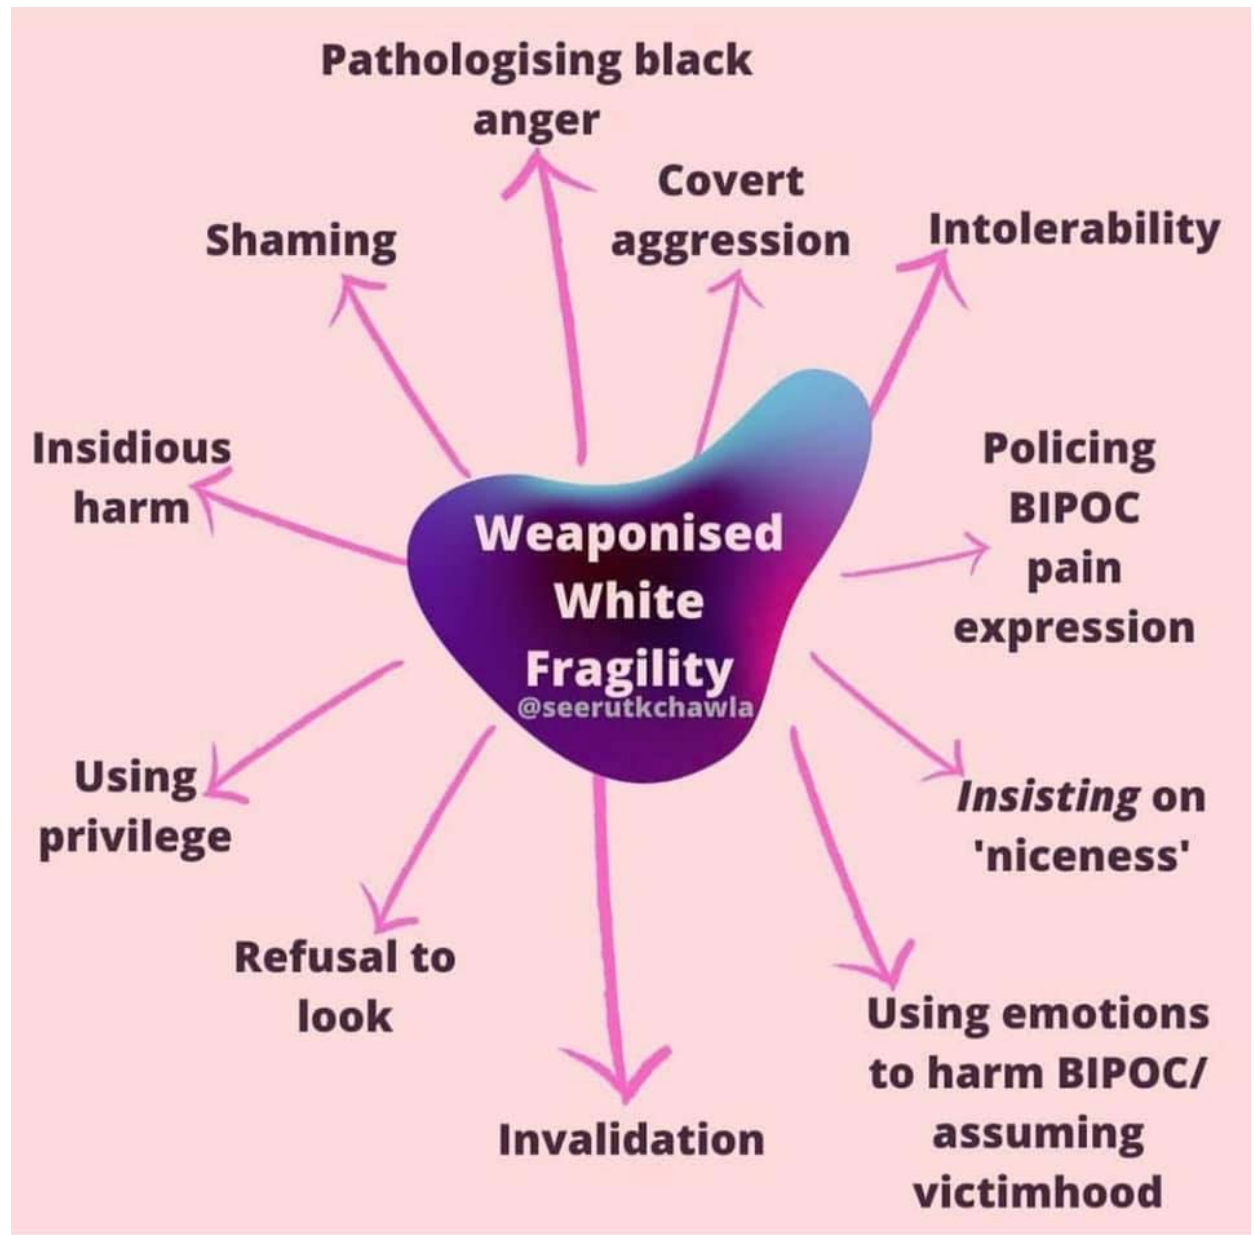 Pathologising black
anger
Covert
aggression
Intolerability
Shaming
Insidious
harm
Policing
BIPOC
pain
expression
Weaponised
White
Fragility
@seerutkchawla
Using
privilege
Insisting on
'niceness'
Refusal to
look
Using emotions
to harm BIPOC/
assuming
victimhood
Invalidation